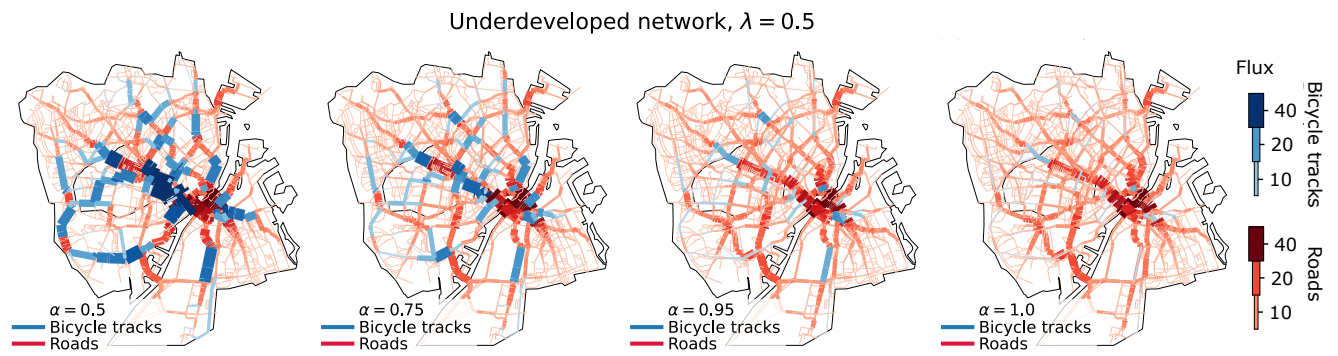 Underdeveloped network, λ = 0.5
α = 0.5
Bicycle tracks
Roads
α = 0.75
Bicycle tracks
Roads
α = 0.95
Bicycle tracks
Roads
α = 1.0
Bicycle tracks
Roads
Flux
40
20
10
Bicycle tracks
40
20
10
Roads